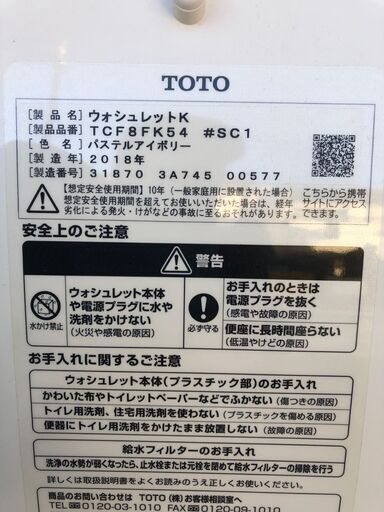 TOTO
[製 品 名] ウォシュレットK
[製品品番] TCF8FK54 #SC1
[色 名] パステルアイボリー
[製 造 年] 2018年
[製造番号] 31870 3A745 00577
【想定安全使用期間】10年（一般家庭用に設置された場合）
想定安全使用期間を超えてお使いいただいた場合は、経年
劣化による発火・けがなどの事故に至るおそれがあります。
こちらから携帯
サイトにアクセス
できます。
安全上のご注意
警告
水かけ禁止
ウォシュレット本体
や電源プラグに水や
洗剤をかけない
（火災や感電の原因）
必ず守る
お手入れのときは
電源プラグを抜く
（感電や故障の原因）
便座に長時間座らない
（低温やけどの原因）
お手入れに関するご注意
ウォシュレット本体（プラスチック部）のお手入れ
かわいた布やトイレットペーパーなどでふかない（傷つきの原因）
トイレ用洗剤、住宅用洗剤を使わない（プラスチックを傷める原因）
便器にトイレ用洗剤をかけたまま放置しない（故障の原因）
給水フィルターのお手入れ
洗浄の水勢が弱くなったら、止水栓または元栓を閉めて給水フィルターの掃除を行う
詳しくは取扱説明書をよくお読みのうえ正しくお使いください。
商品のお問い合わせは TOTO（株）お客様相談室へ
TEL 0120-03-1010 FAX 0120-09-1010